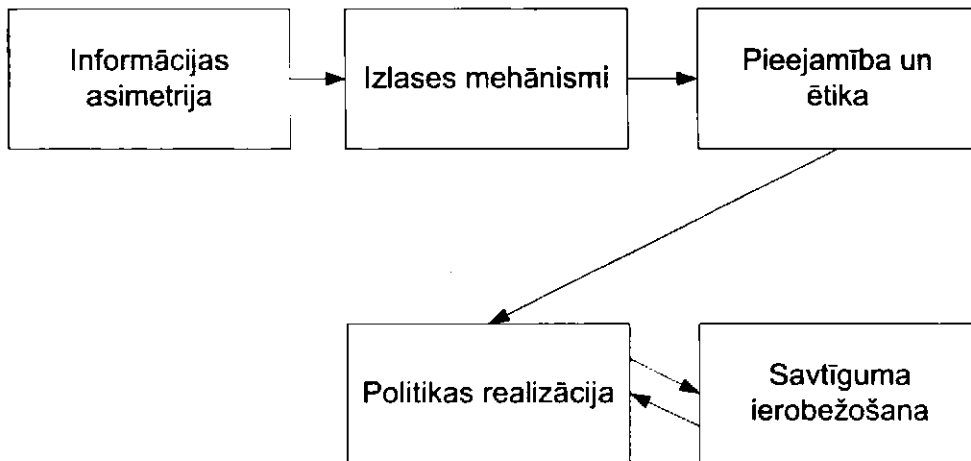 Informācijas
asimetrija
Izlases mehānismi
Pieejamība un
ētika
Politikas realizācija
Savtīguma
ierobežošana